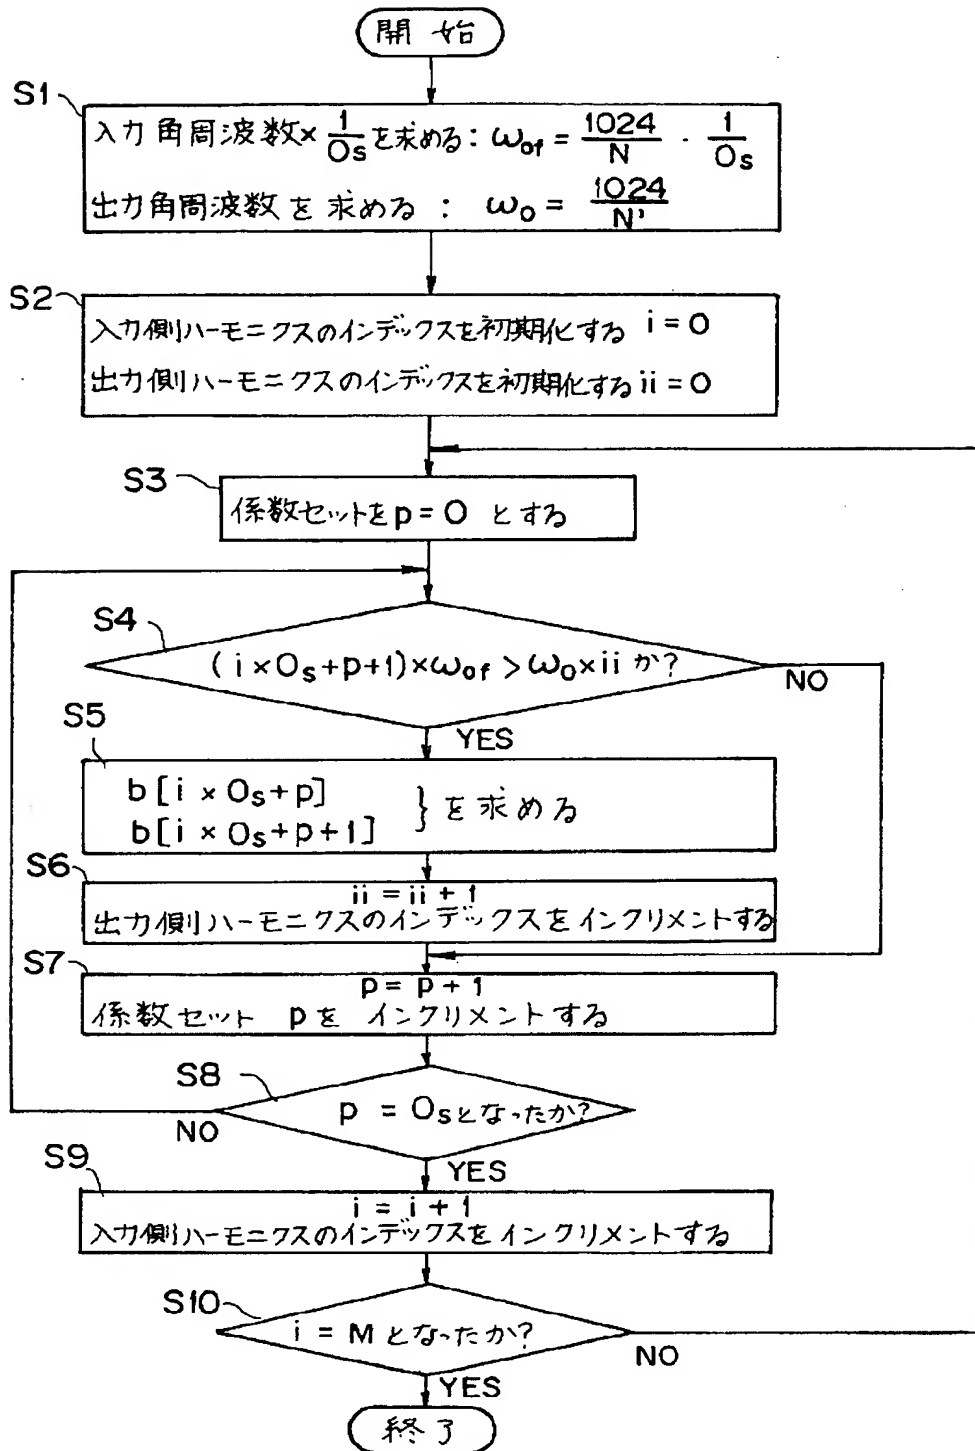 開始
S1
入力角周波数×1/Osを求める: ωof = 1024/N · 1/Os
出力角周波数を求める : ωo = 1024/N'
S2
入力側ハーモニクスのインデックスを初期化する i = 0
出力側ハーモニクスのインデックスを初期化する ii = 0
S3
係数セットをp = 0 とする
S4
(i × Os + p + 1) × ωof > ωo × ii か?
NO
YES
S5
b[i × Os + p]
b[i × Os + p + 1]
} を求める
S6
ii = ii + 1
出力側ハーモニクスのインデックスをインクリメントする
S7
p = p + 1
係数セット pを インクリメントする
S8
p = Osとなったか?
NO
YES
S9
i = i + 1
入力側ハーモニクスのインデックスをインクリメントする
S10
i = M となったか?
NO
YES
終了